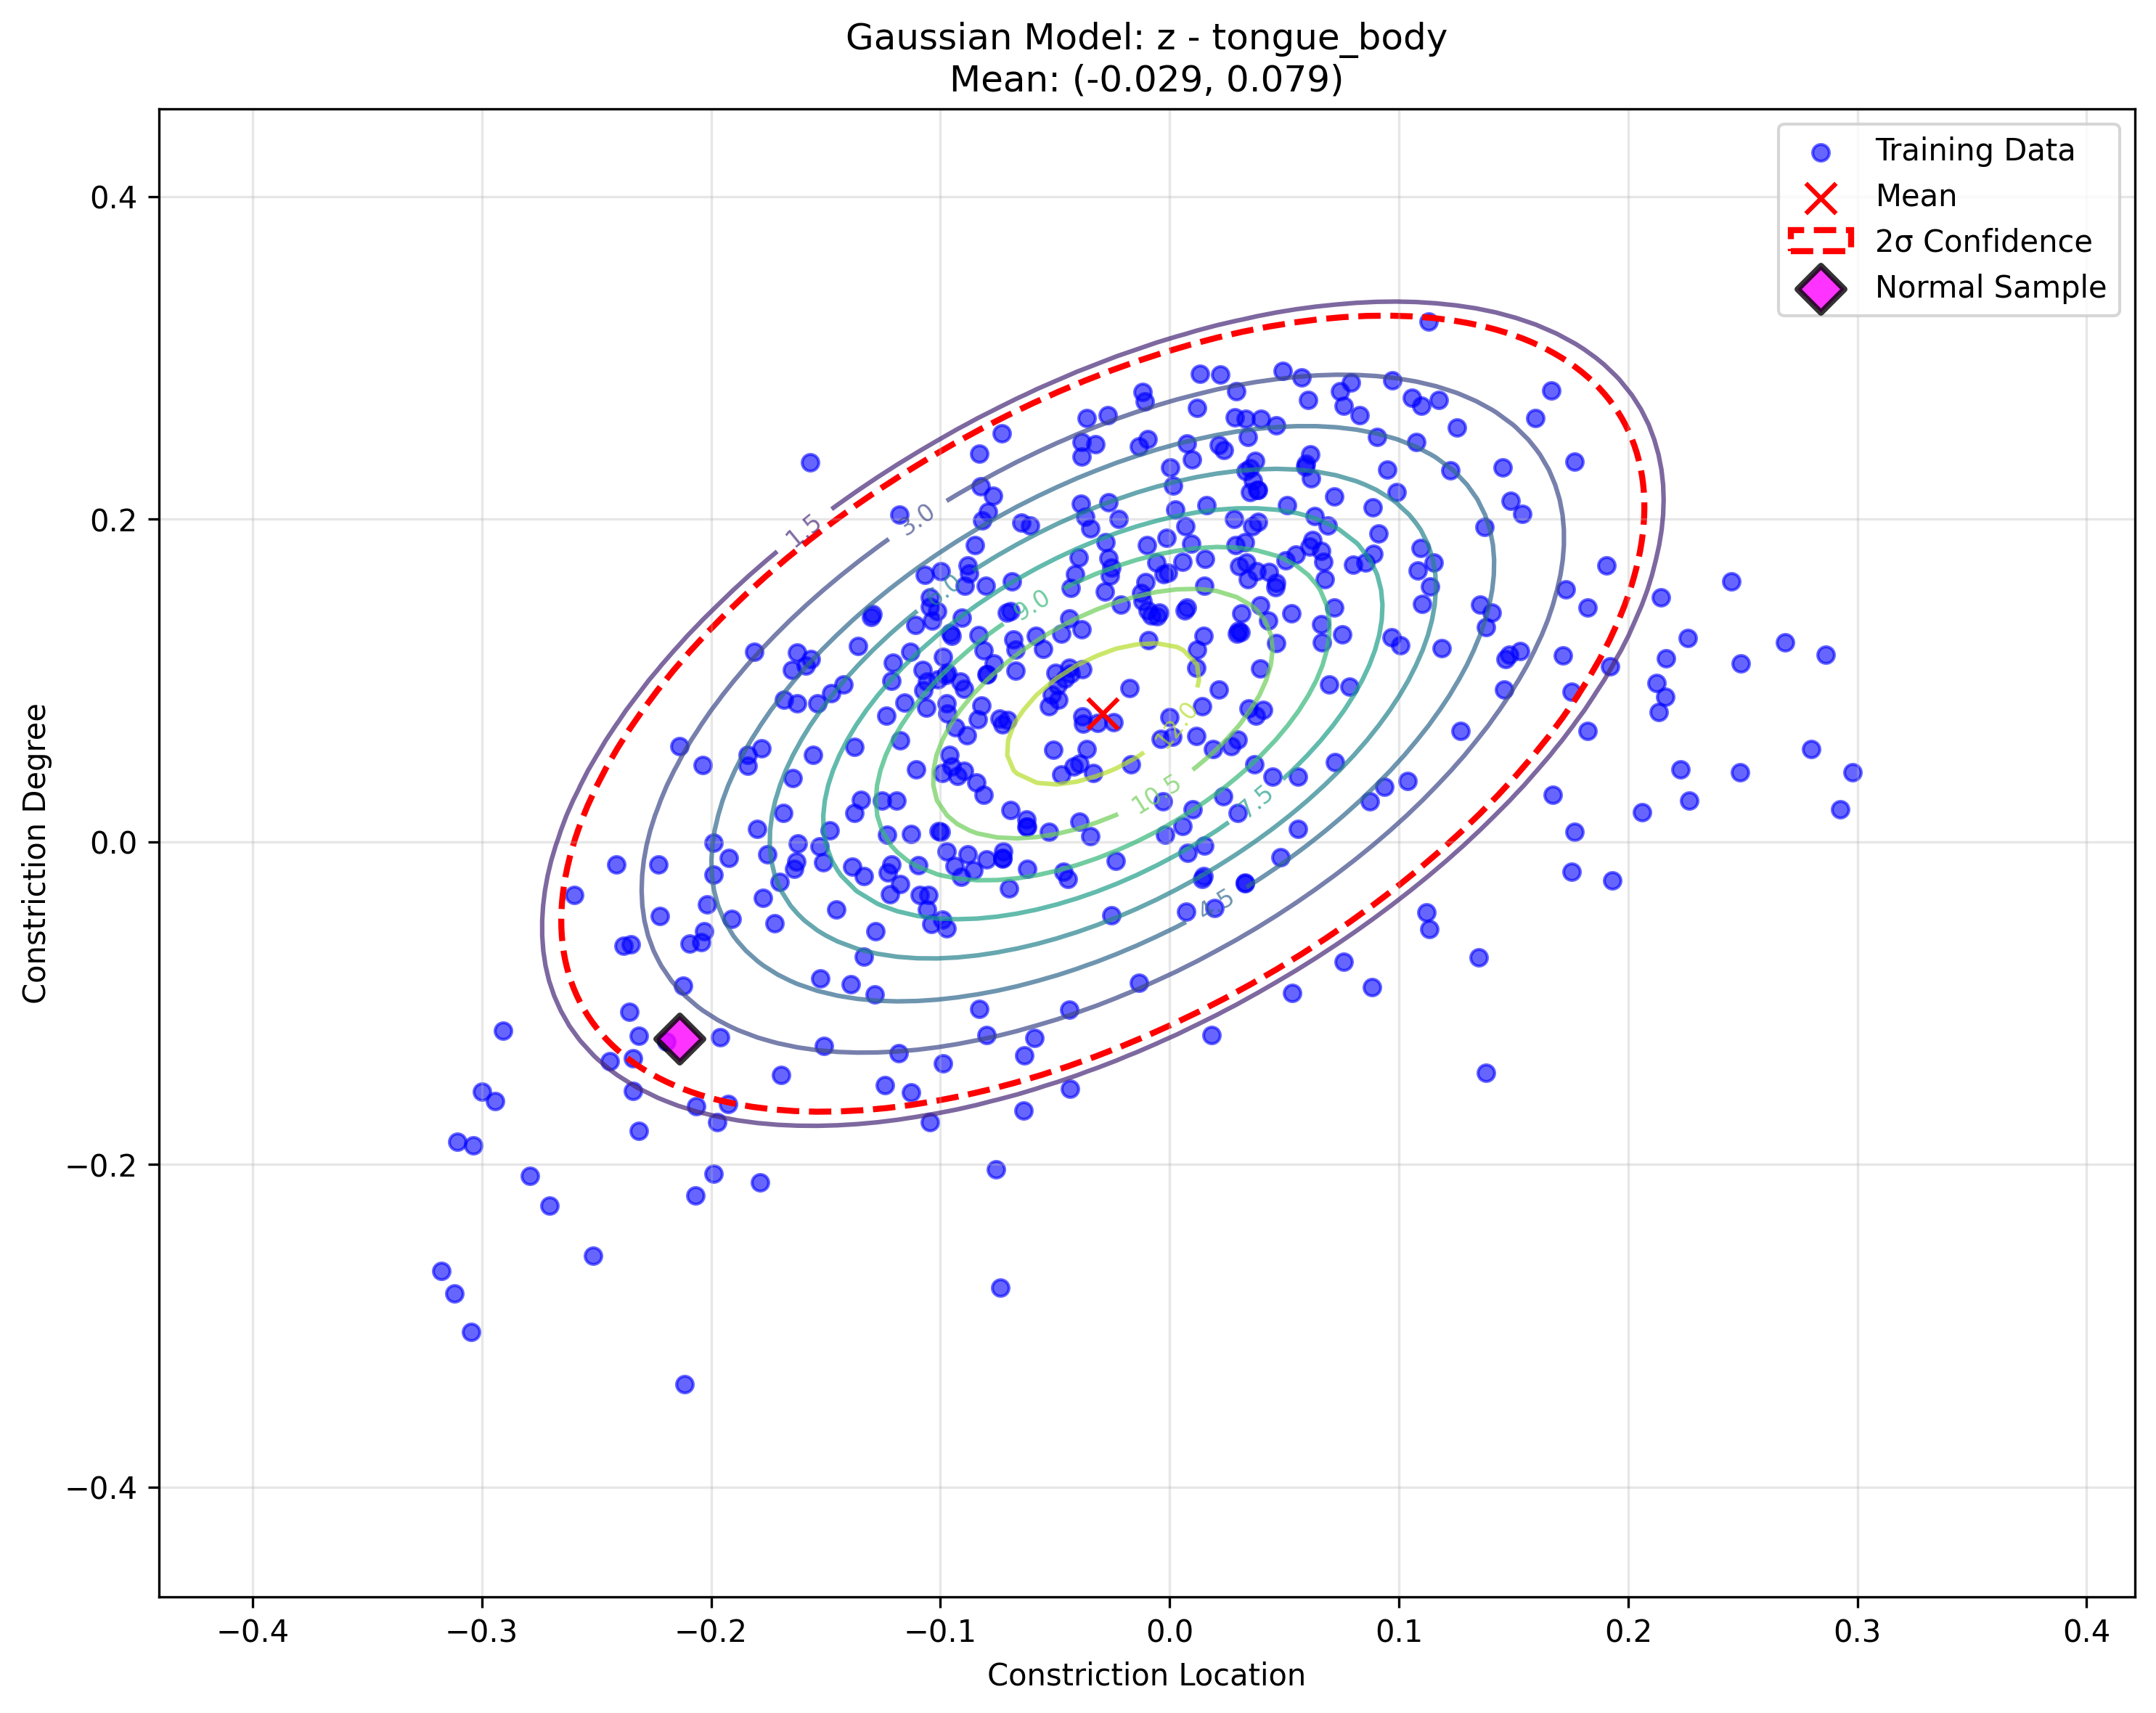 Gaussian Model: z - tongue_body
Mean: (-0.029, 0.079)
Training Data
Mean
2σ Confidence
Normal Sample
Constriction Degree
0.4
0.2
0.0
−0.2
−0.4
1.5
3.0
9.0
10.5
7.5
4.5
−0.4
−0.3
−0.2
−0.1
0.0
0.1
0.2
0.3
0.4
Constriction Location